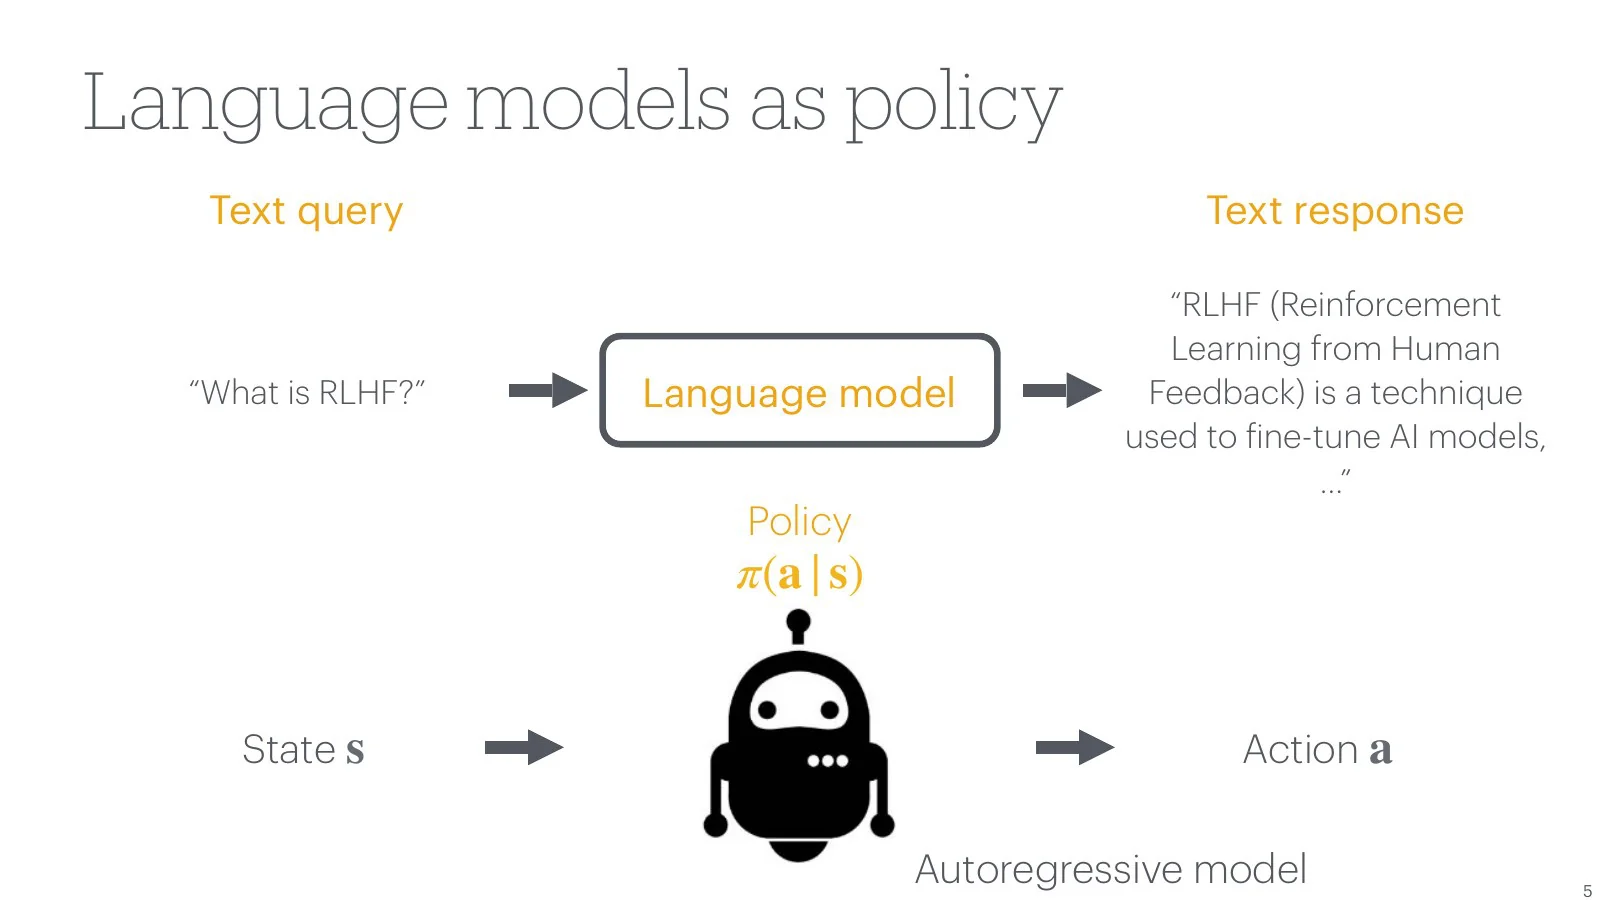 Language models as policy
Text query
Text response
“What is RLHF?”
Language model
“RLHF (Reinforcement
Learning from Human
Feedback) is a technique
used to fine-tune AI models,
...”
Policy
π(a | s)
State s
Action a
Autoregressive model
5